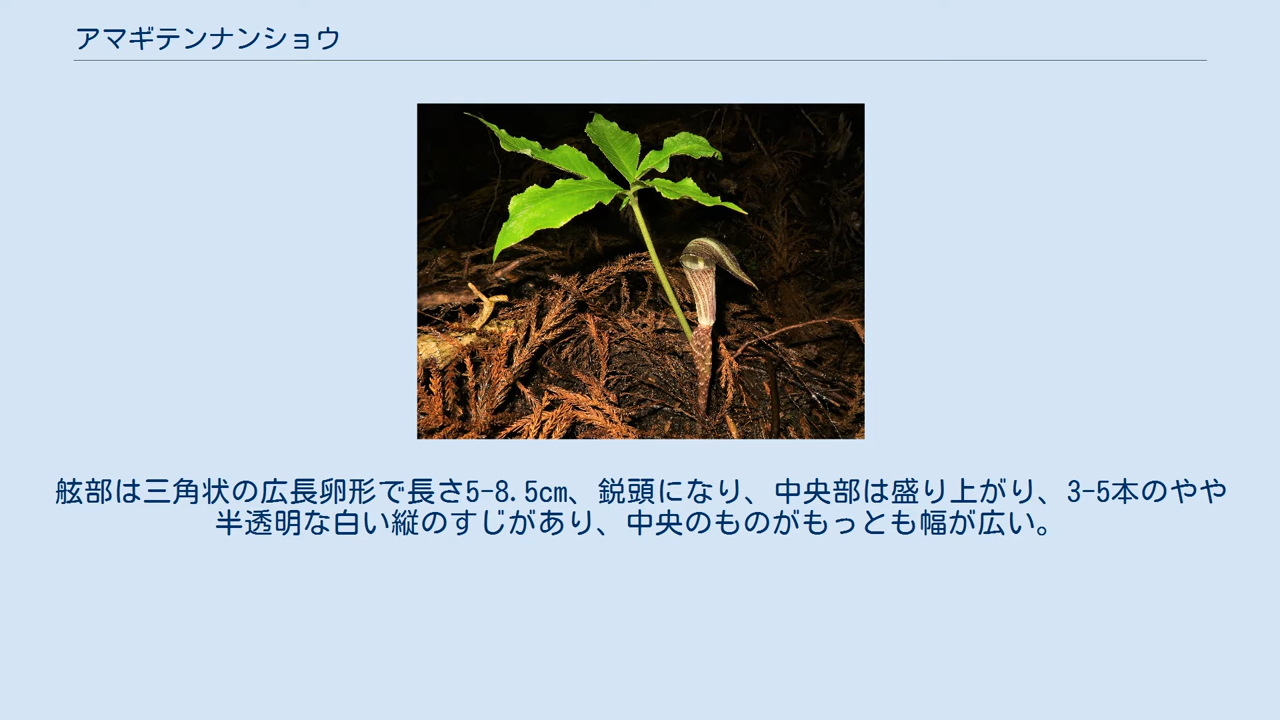 アマギテンナンショウ
舷部は三角状の広長卵形で長さ5-8.5cm、鋭頭になり、中央部は盛り上がり、3-5本のやや
半透明な白い縦のすじがあり、中央のものがもっとも幅が広い。